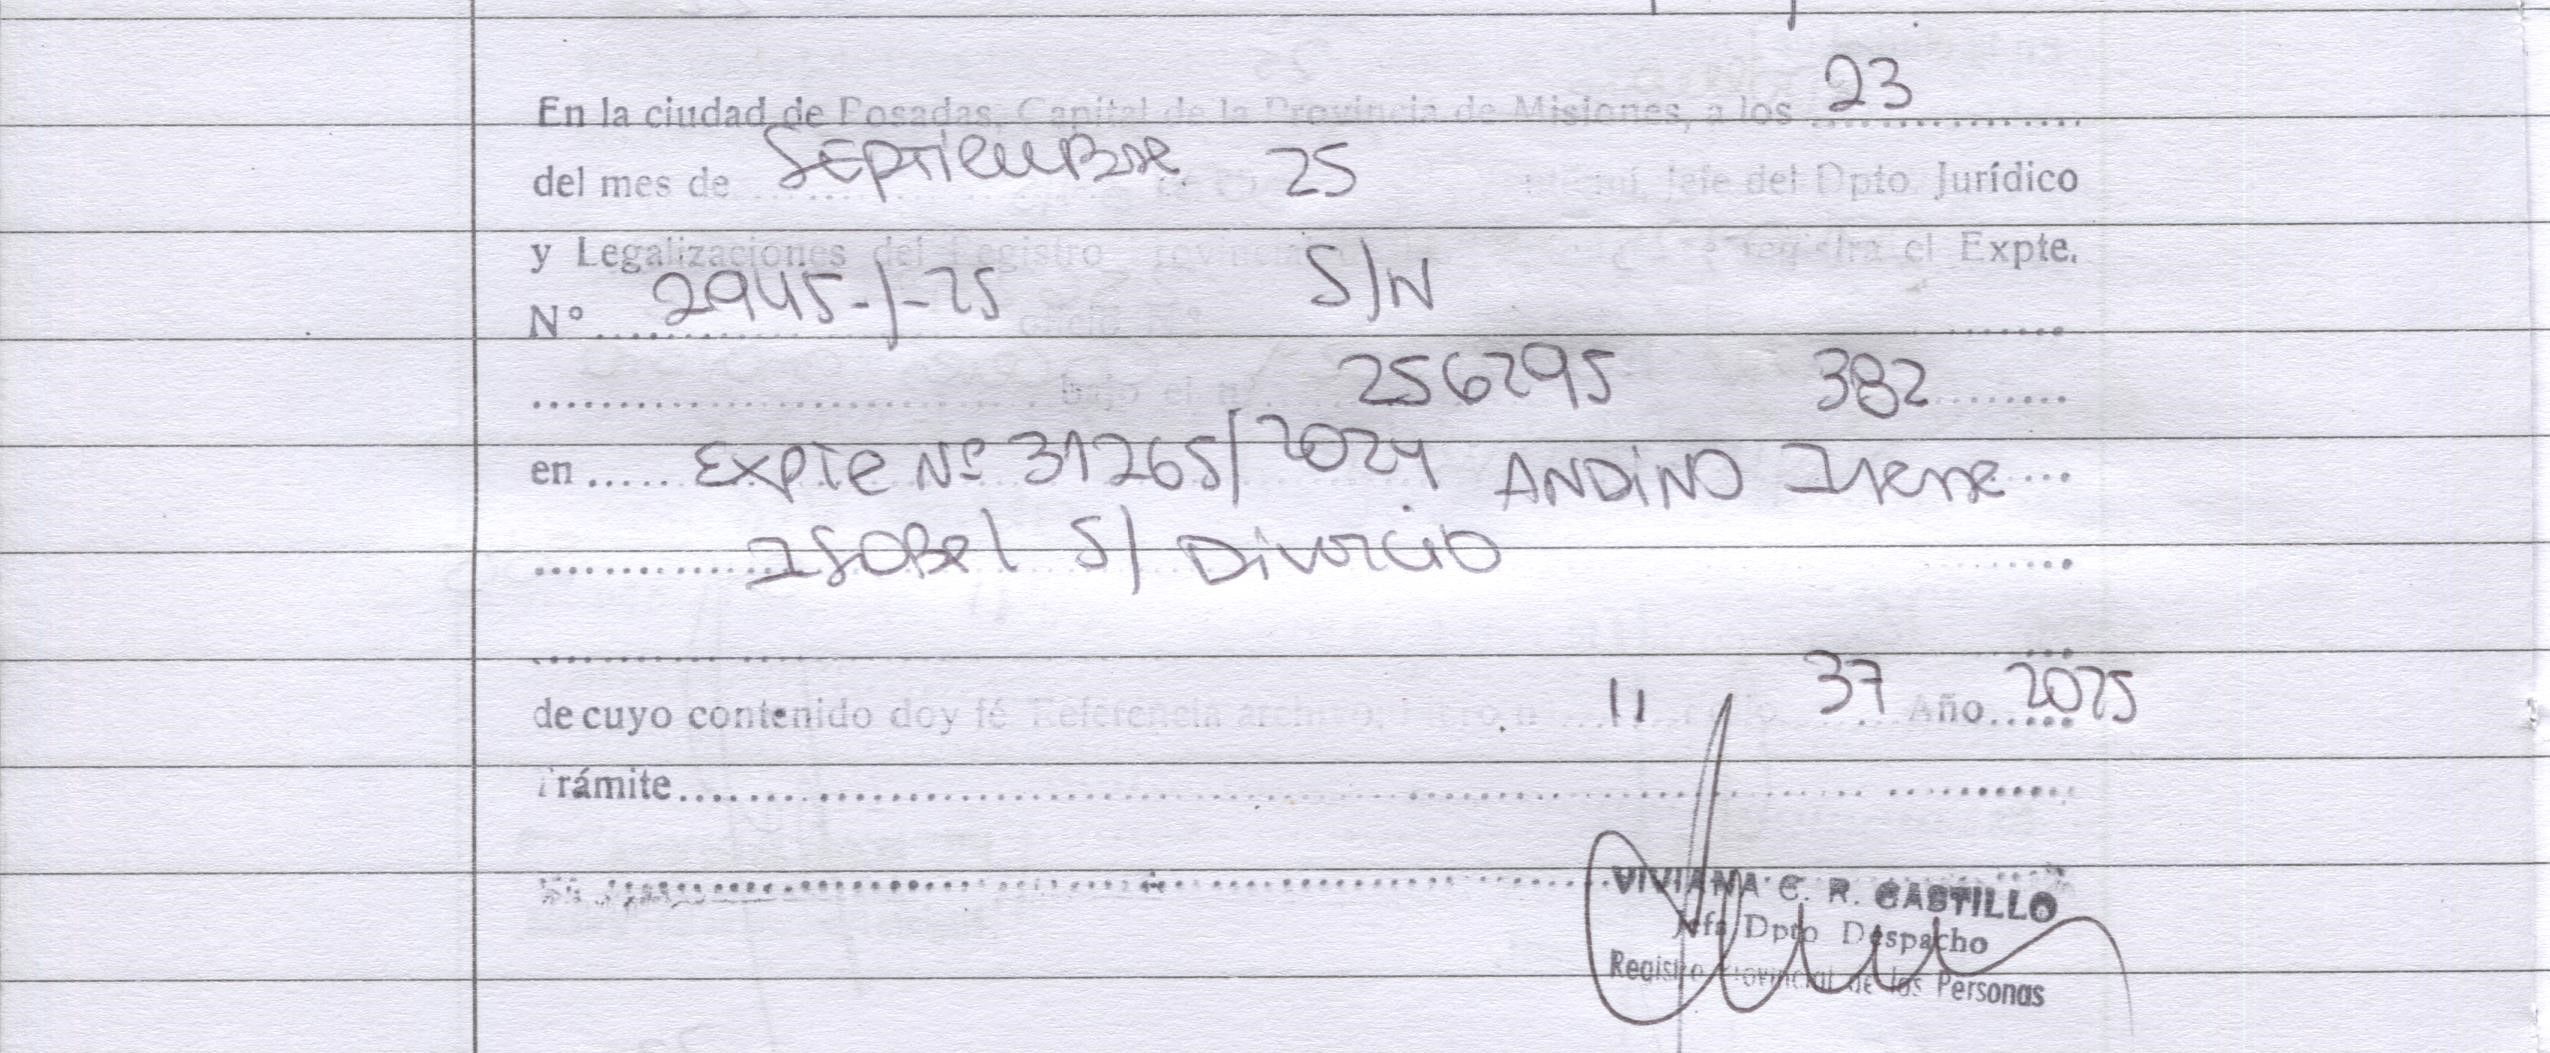 En la ciudad de Posadas, Capital de la Provincia de Misiones, a los 23
del mes de Septiembre 25 Jefe del Dpto Jurídico
y Legalizaciones del Registro registra el Expte.
Nº 2945-/-25 S/N
bajo el 256295 382
en Expte Nº 31265/2024 ANDINO Irene
Isabel S/ Divorcio
de cuyo contenido doy fé Referencia 11 37 Año 2025
Trámite
VIVIANA C. R. CASTILLO
Jefa Dpto Despacho
Registro Provincial de las Personas